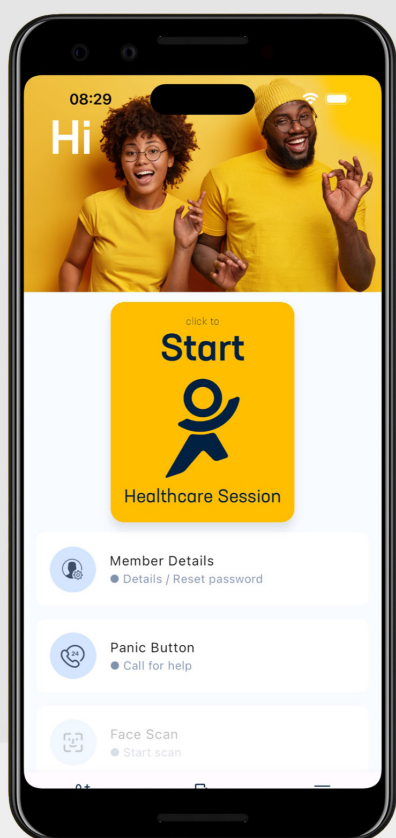 08:29
Hi
click to
Start
Healthcare Session
Member Details
Details / Reset password
24
Panic Button
Call for help
Face Scan
Start scan